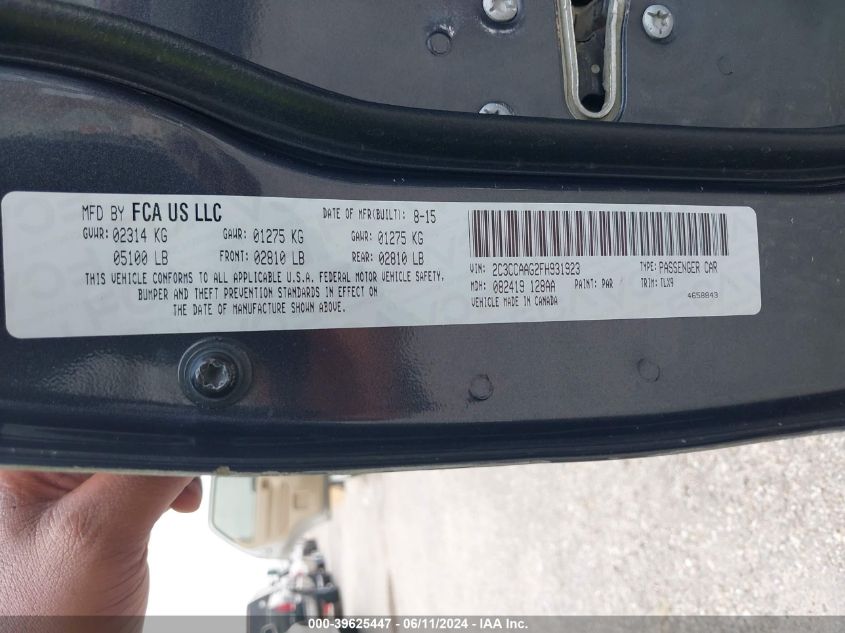 MFD BY FCA US LLC DATE OF MFR(BUILT): 8-15
GVWR: 02314 KG GAWR: 01275 KG GAWR: 01275 KG
05100 LB FRONT: 02810 LB REAR: 02810 LB
THIS VEHICLE CONFORMS TO ALL APPLICABLE U.S.A. FEDERAL MOTOR VEHICLE SAFETY,
BUMPER AND THEFT PREVENTION STANDARDS IN EFFECT ON
THE DATE OF MANUFACTURE SHOWN ABOVE.
VIN: 2C3CCAAG2FH931923 TYPE: PASSENGER CAR
MDH: 082419 128AA PAINT: PAR TRIM: TLX9
VEHICLE MADE IN CANADA 4658843
000-39625447 - 06/11/2024 - IAA Inc.